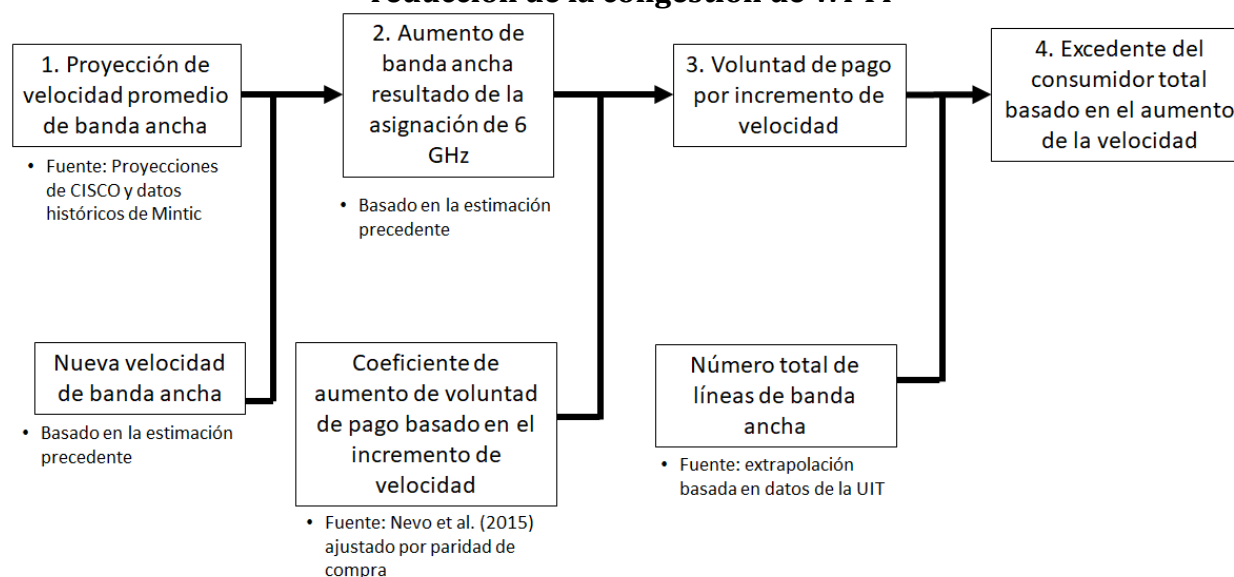 reducción de la congestión de Wi-Fi
1. Proyección de
velocidad promedio
de banda ancha
• Fuente: Proyecciones
de CISCO y datos
históricos de Mintic
2. Aumento de
banda ancha
resultado de la
asignación de 6
GHz
• Basado en la estimación
precedente
3. Voluntad de pago
por incremento de
velocidad
4. Excedente del
consumidor total
basado en el aumento
de la velocidad
Nueva velocidad
de banda ancha
• Basado en la estimación
precedente
Coeficiente de
aumento de voluntad
de pago basado en el
incremento de
velocidad
• Fuente: Nevo et al. (2015)
ajustado por paridad de
compra
Número total de
líneas de banda
ancha
• Fuente: extrapolación
basada en datos de la UIT